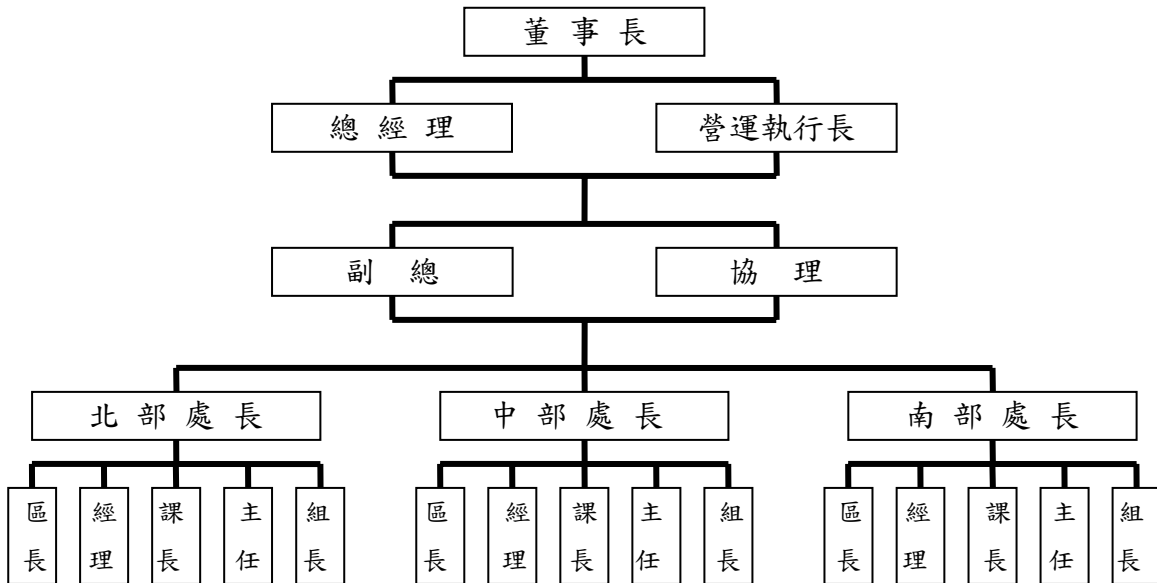 董事長
總經理
營運執行長
副總
協理
北部處長
中部處長
南部處長
區長
經理
課長
主任
組長
區長
經理
課長
主任
組長
區長
經理
課長
主任
組長